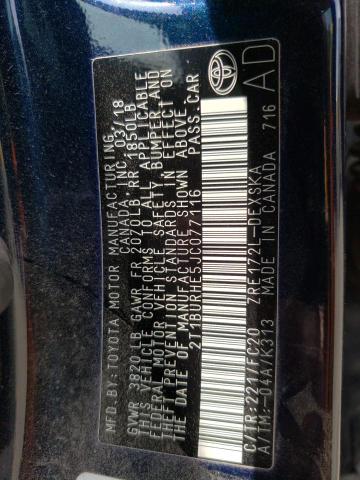 MFD.BY:TOYOTA MOTOR MANUFACTURING
CANADA INC. 03/18
GVWR 3820 LB GAWR FR 2070LB,RR 1850LB
THIS VEHICLE CONFORMS TO ALL APPLICABLE
FEDERAL MOTOR VEHICLE SAFETY, BUMPER,AND
THEFT PREVENTION STANDARDS IN EFFECT ON
THE DATE OF MANUFACTURE SHOWN ABOVE.
2T1BURHE5JC077116 PASS.CAR
C/TR:221/FC20 ZRE172L-DEXSKA
A/TM:-04A/K313 MADE IN CANADA 716
AD